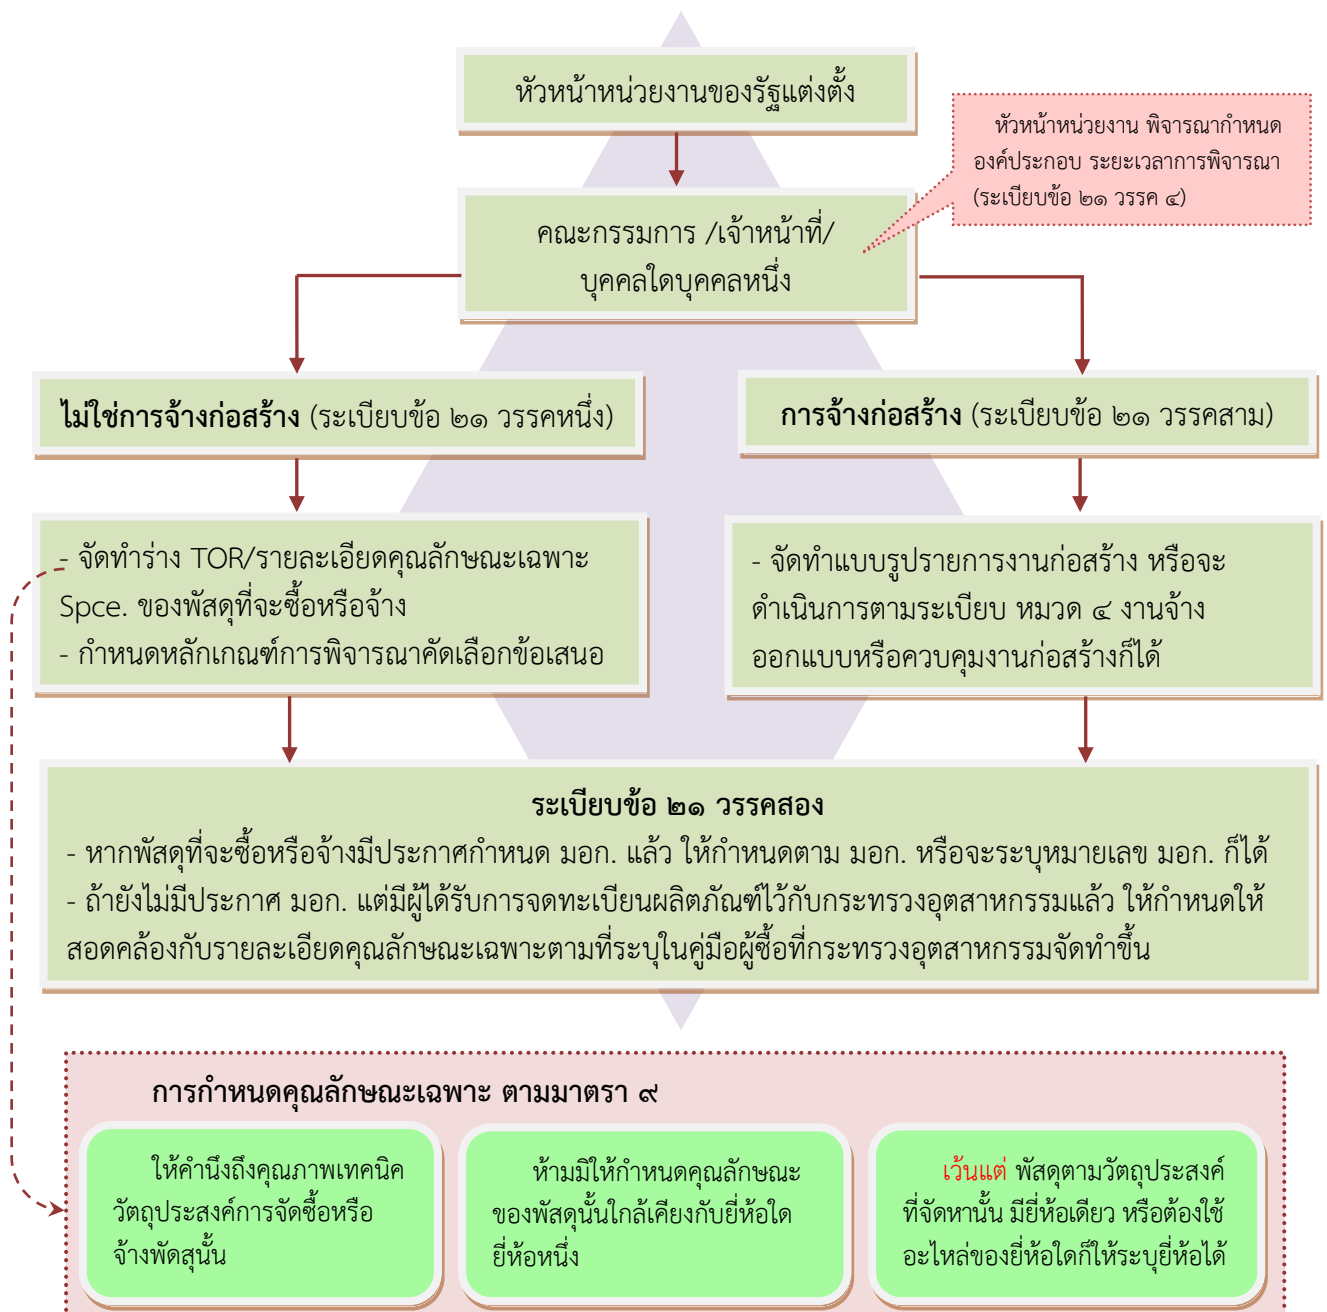 หัวหน้าหน่วยงานของรัฐแต่งตั้ง
หัวหน้าหน่วยงาน พิจารณากำหนด
องค์ประกอบ ระยะเวลาการพิจารณา
(ระเบียบข้อ ๒๑ วรรค ๔)
คณะกรรมการ /เจ้าหน้าที่/
บุคคลใดบุคคลหนึ่ง
ไม่ใช่การจ้างก่อสร้าง (ระเบียบข้อ ๒๑ วรรคหนึ่ง)
การจ้างก่อสร้าง (ระเบียบข้อ ๒๑ วรรคสาม)
- จัดทำร่าง TOR/รายละเอียดคุณลักษณะเฉพาะ
Spce. ของพัสดุที่จะซื้อหรือจ้าง
- กำหนดหลักเกณฑ์การพิจารณาคัดเลือกข้อเสนอ
- จัดทำแบบรูปรายการงานก่อสร้าง หรือจะ
ดำเนินการตามระเบียบ หมวด ๔ งานจ้าง
ออกแบบหรือควบคุมงานก่อสร้างก็ได้
ระเบียบข้อ ๒๑ วรรคสอง
- หากพัสดุที่จะซื้อหรือจ้างมีประกาศกำหนด มอก. แล้ว ให้กำหนดตาม มอก. หรือจะระบุหมายเลข มอก. ก็ได้
- ถ้ายังไม่มีประกาศ มอก. แต่มีผู้ได้รับการจดทะเบียนผลิตภัณฑ์ไว้กับกระทรวงอุตสาหกรรมแล้ว ให้กำหนดให้
สอดคล้องกับรายละเอียดคุณลักษณะเฉพาะตามที่ระบุในคู่มือผู้ซื้อที่กระทรวงอุตสาหกรรมจัดทำขึ้น
การกำหนดคุณลักษณะเฉพาะ ตามมาตรา ๙
ให้คำนึงถึงคุณภาพเทคนิค
วัตถุประสงค์การจัดซื้อหรือ
จ้างพัดสุนั้น
ห้ามมิให้กำหนดคุณลักษณะ
ของพัสดุนั้นใกล้เคียงกับยี่ห้อใด
ยี่ห้อหนึ่ง
เว้นแต่ พัสดุตามวัตถุประสงค์
ที่จัดหานั้น มียี่ห้อเดียว หรือต้องใช้
อะไหล่ของยี่ห้อใดก็ให้ระบุยี่ห้อได้